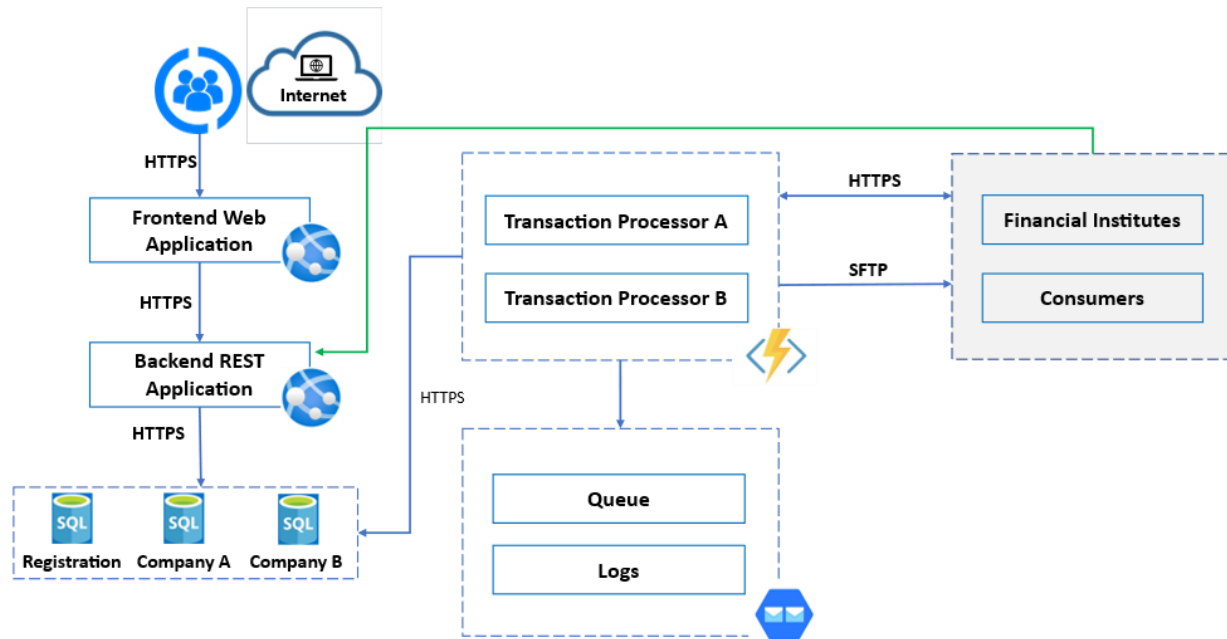 Internet
HTTPS
Frontend Web
Application
HTTPS
Backend REST
Application
HTTPS
SQL
SQL
SQL
Registration
Company A
Company B
HTTPS
Transaction Processor A
Transaction Processor B
HTTPS
SFTP
Financial Institutes
Consumers
Queue
Logs